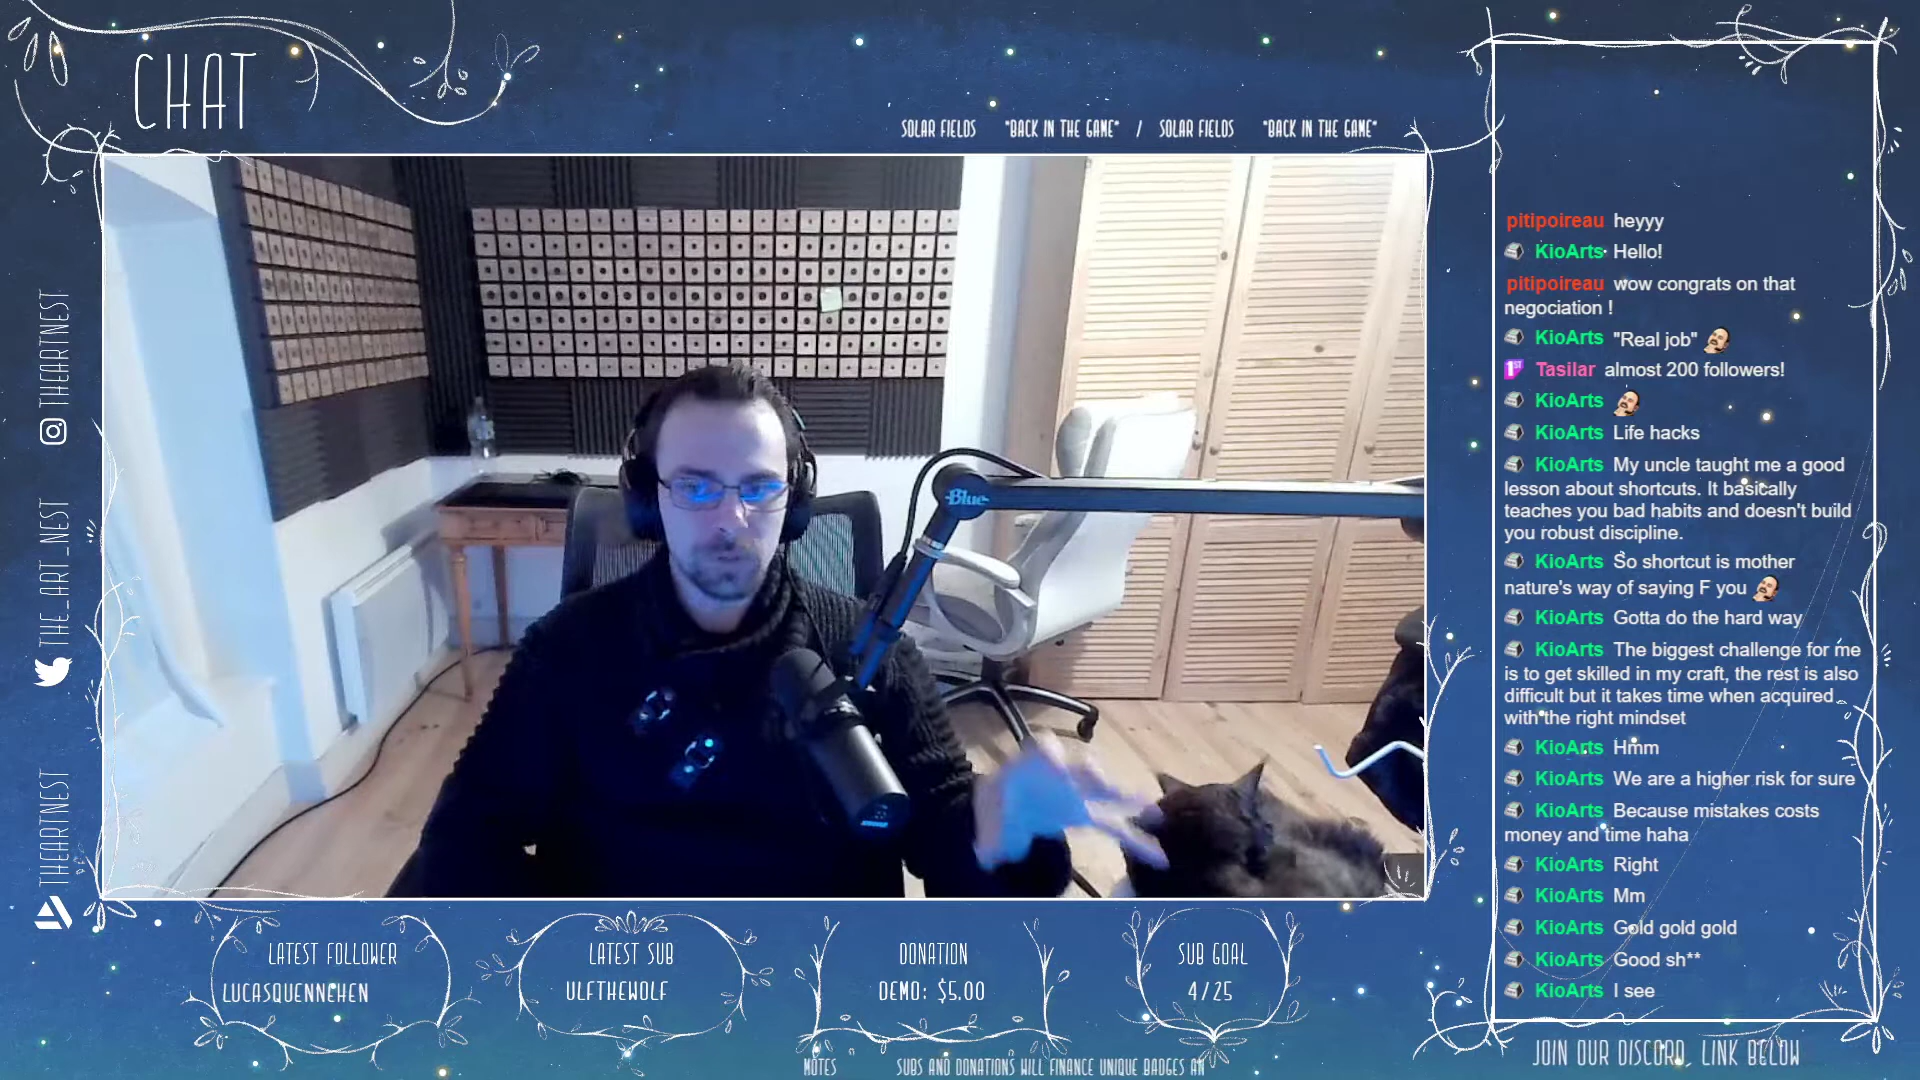 CHAT
SOLAR FIELDS "BACK IN THE GAME" / SOLAR FIELDS "BACK IN THE GAME"
THEARTNEST
THE_ART_NEST
THEARTNEST
Blue
pitipoireau heyyy
KioArts Hello!
pitipoireau wow congrats on that
negociation !
KioArts "Real job"
1ST Tasilar almost 200 followers!
KioArts
KioArts Life hacks
KioArts My uncle taught me a good
lesson about shortcuts. It basically
teaches you bad habits and doesn't build
you robust discipline.
KioArts So shortcut is mother
nature's way of saying F you
KioArts Gotta do the hard way
KioArts The biggest challenge for me
is to get skilled in my craft, the rest is also
difficult but it takes time when acquired
with the right mindset
KioArts Hmm
KioArts We are a higher risk for sure
KioArts Because mistakes costs
money and time haha
KioArts Right
KioArts Mm
KioArts Gold gold gold
KioArts Good sh**
KioArts I see
LATEST FOLLOWER
LUCASQUENNEHEN
LATEST SUB
ULFTHEWOLF
DONATION
DEMO: $5.00
SUB GOAL
4/25
MOTES SUBS AND DONATIONS WILL FINANCE UNIQUE BADGES AN
JOIN OUR DISCORD, LINK BELOW